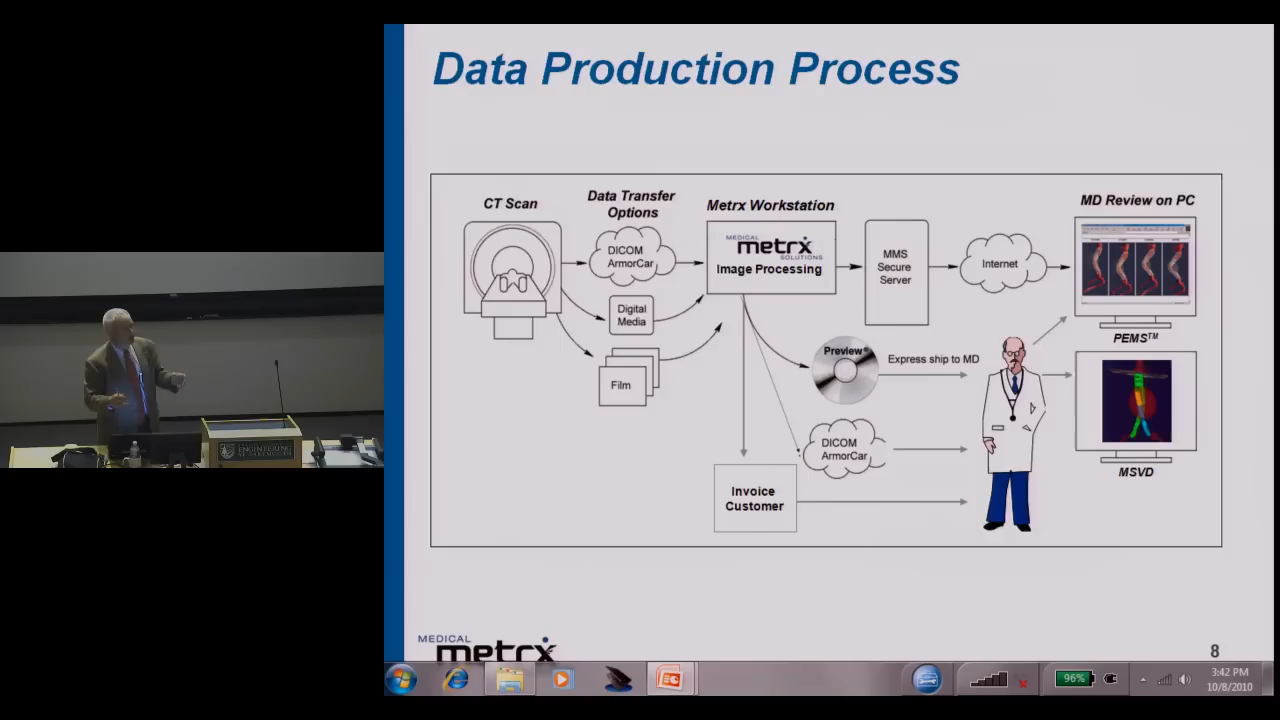 Data Production Process
CT Scan
Data Transfer
Options
Metrx Workstation
MD Review on PC
DICOM
ArmorCar
MEDICAL
metrx
SOLUTIONS
Image Processing
MMS
Secure
Server
Internet
Digital
Media
PEMS™
Preview®
Express ship to MD
Film
DICOM
ArmorCar
MSVD
Invoice
Customer
MEDICAL
metrx
8
96%
3:42 PM
10/8/2010
ENGINEERING